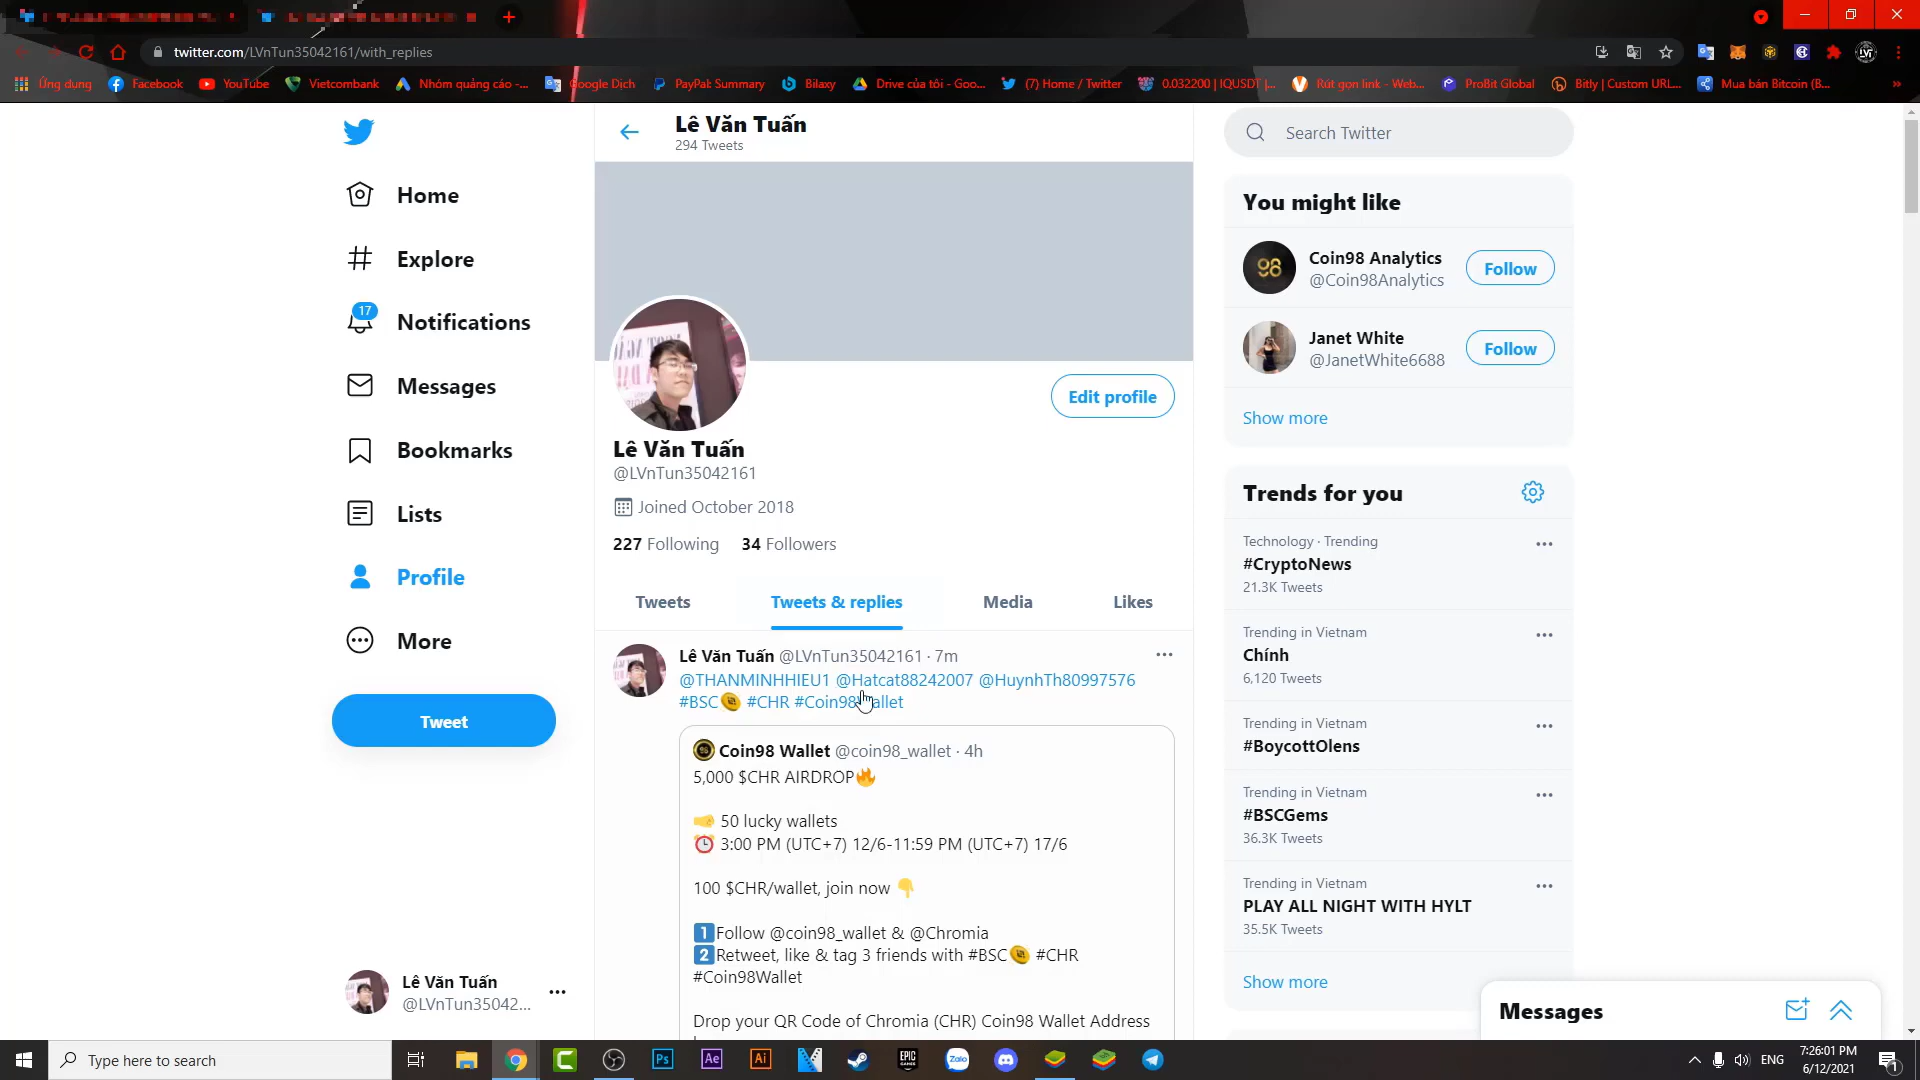 twitter.com/LVnTun35042161/with_replies
Ứng dụng
Facebook
YouTube
Vietcombank
Nhóm quảng cáo -...
Google Dịch
PayPal: Summary
Bilaxy
Drive của tôi - Goo...
(7) Home / Twitter
0.032200 | IQUSDT |...
Rút gọn link - Web...
ProBit Global
Bitly | Custom URL...
Mua bán Bitcoin (B...
Home
Explore
17
Notifications
Messages
Bookmarks
Lists
Profile
More
Tweet
Lê Văn Tuấn
@LVnTun35042...
Lê Văn Tuấn
294 Tweets
Edit profile
Lê Văn Tuấn
@LVnTun35042161
Joined October 2018
227 Following 34 Followers
Tweets Tweets & replies Media Likes
Lê Văn Tuấn @LVnTun35042161 · 7m
@THANMINHHIEU1 @Hatcat88242007 @HuynhTh80997576
#BSC #CHR #Coin98Wallet
Coin98 Wallet @coin98_wallet · 4h
5,000 $CHR AIRDROP🔥
🤜 50 lucky wallets
⏰ 3:00 PM (UTC+7) 12/6-11:59 PM (UTC+7) 17/6
100 $CHR/wallet, join now 👇
1️⃣Follow @coin98_wallet & @Chromia
2️⃣Retweet, like & tag 3 friends with #BSC #CHR
#Coin98Wallet
Drop your QR Code of Chromia (CHR) Coin98 Wallet Address
Search Twitter
You might like
Coin98 Analytics
@Coin98Analytics
Follow
Janet White
@JanetWhite6688
Follow
Show more
Trends for you
Technology · Trending
#CryptoNews
21.3K Tweets
Trending in Vietnam
Chính
6,120 Tweets
Trending in Vietnam
#BoycottOlens
Trending in Vietnam
#BSCGems
36.3K Tweets
Trending in Vietnam
PLAY ALL NIGHT WITH HYLT
35.5K Tweets
Show more
Messages
Type here to search
Ps
Ae
Ai
EPIC
GAMES
Zalo
ENG
7:26:01 PM
6/12/2021
1